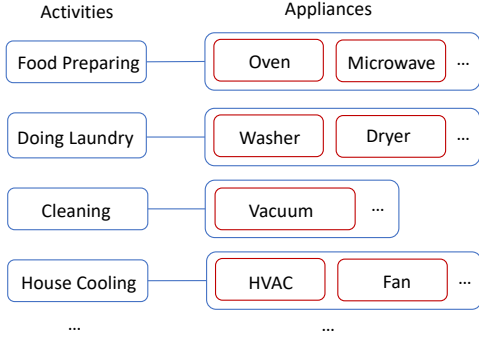 Activities Appliances
Food Preparing Oven Microwave ...
Doing Laundry Washer Dryer ...
Cleaning Vacuum ...
House Cooling HVAC Fan ...
... ...